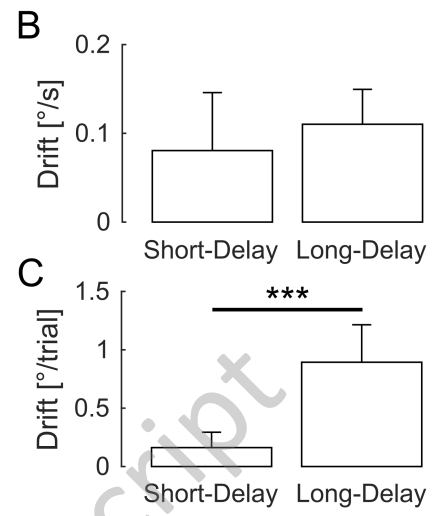 B
0.2
0.1
0
Drift [°/s]
Short-Delay Long-Delay
C
1.5
1
0.5
0
Drift [°/trial]
***
Short-Delay Long-Delay
script